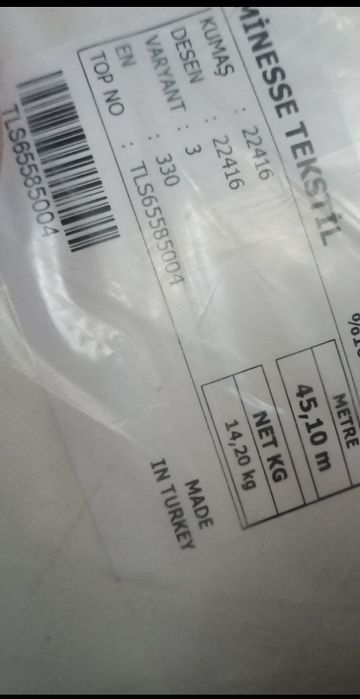 MİNESSE TEKSTİL
KUMAŞ : 22416
DESEN : 22416
VARYANT : 3
EN : 330
TOP NO : TLS65585004
TLS65585004
METRE
45,10 m
NET KG
14,20 kg
MADE
IN TURKEY